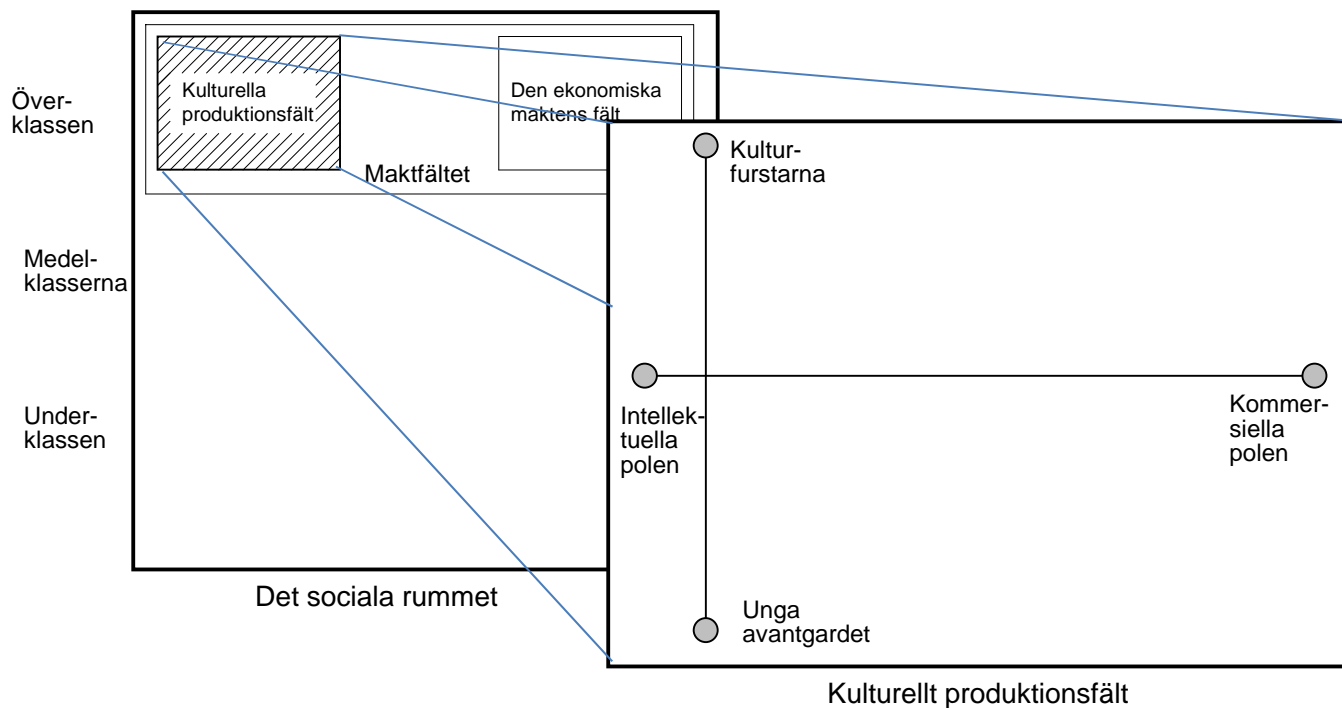 Över-
klassen
Kulturella
produktionsfält
Den ekonomiska
maktens fält
Maktfältet
Kultur-
furstarna
Medel-
klasserna
Under-
klassen
Intellek-
tuella
polen
Kommer-
siella
polen
Det sociala rummet
Unga
avantgardet
Kulturellt produktionsfält